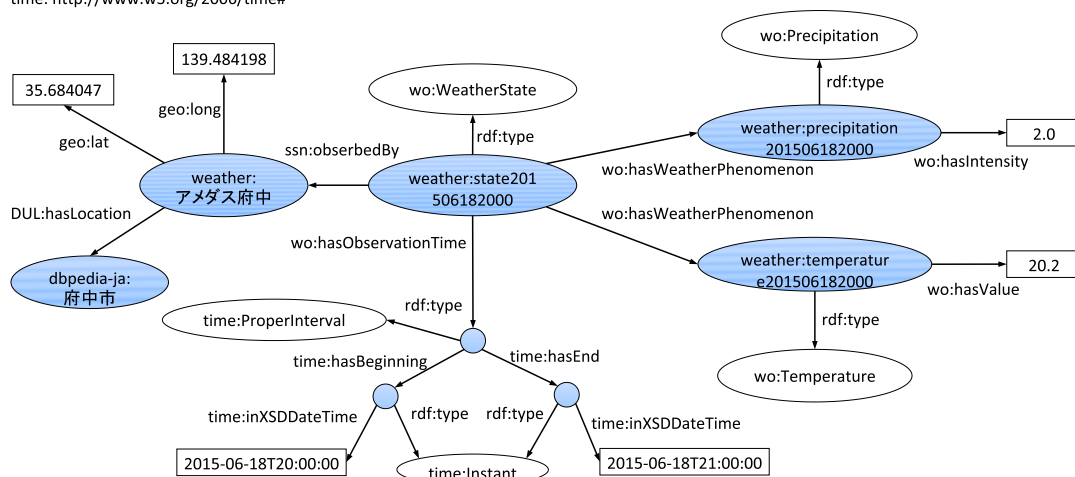 time: http://www.w3.org/2006/time#
wo:Precipitation
139.484198
35.684047
wo:WeatherState
geo:long
rdf:type
geo:lat
rdf:type
ssn:obserbedBy
weather:precipitation
201506182000
2.0
wo:hasIntensity
weather:
アメダス府中
weather:state201
506182000
wo:hasWeatherPhenomenon
DUL:hasLocation
wo:hasWeatherPhenomenon
wo:hasObservationTime
dbpedia-ja:
府中市
weather:temperatur
e201506182000
20.2
wo:hasValue
rdf:type
time:ProperInterval
rdf:type
time:hasBeginning
time:hasEnd
wo:Temperature
time:inXSDDateTime
rdf:type
rdf:type
time:inXSDDateTime
2015-06-18T20:00:00
time:Instant
2015-06-18T21:00:00